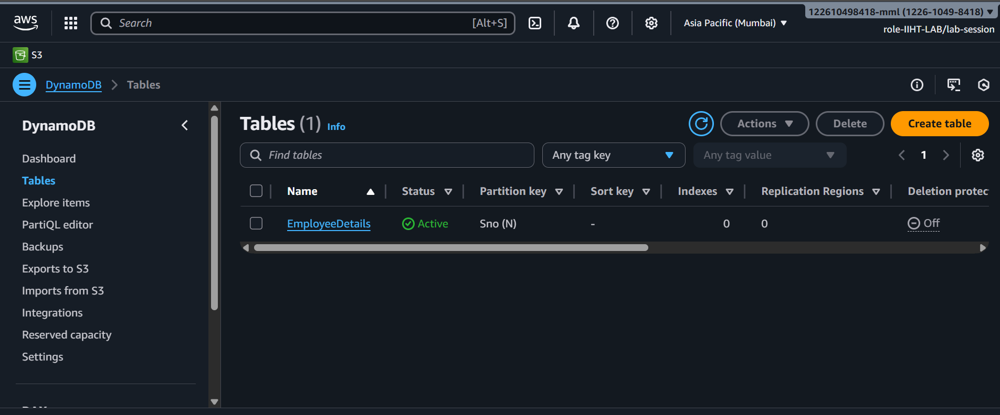 aws
Search [Alt+S]
Asia Pacific (Mumbai)
122610498418-mml (1226-1049-8418)
role-IIHT-LAB/lab-session
S3
DynamoDB Tables
DynamoDB
Dashboard
Tables
Explore items
PartiQL editor
Backups
Exports to S3
Imports from S3
Integrations
Reserved capacity
Settings
Tables (1) Info
Actions
Delete
Create table
Find tables
Any tag key
Any tag value
1
Name Status Partition key Sort key Indexes Replication Regions Deletion protec
EmployeeDetails Active Sno (N) - 0 0 Off